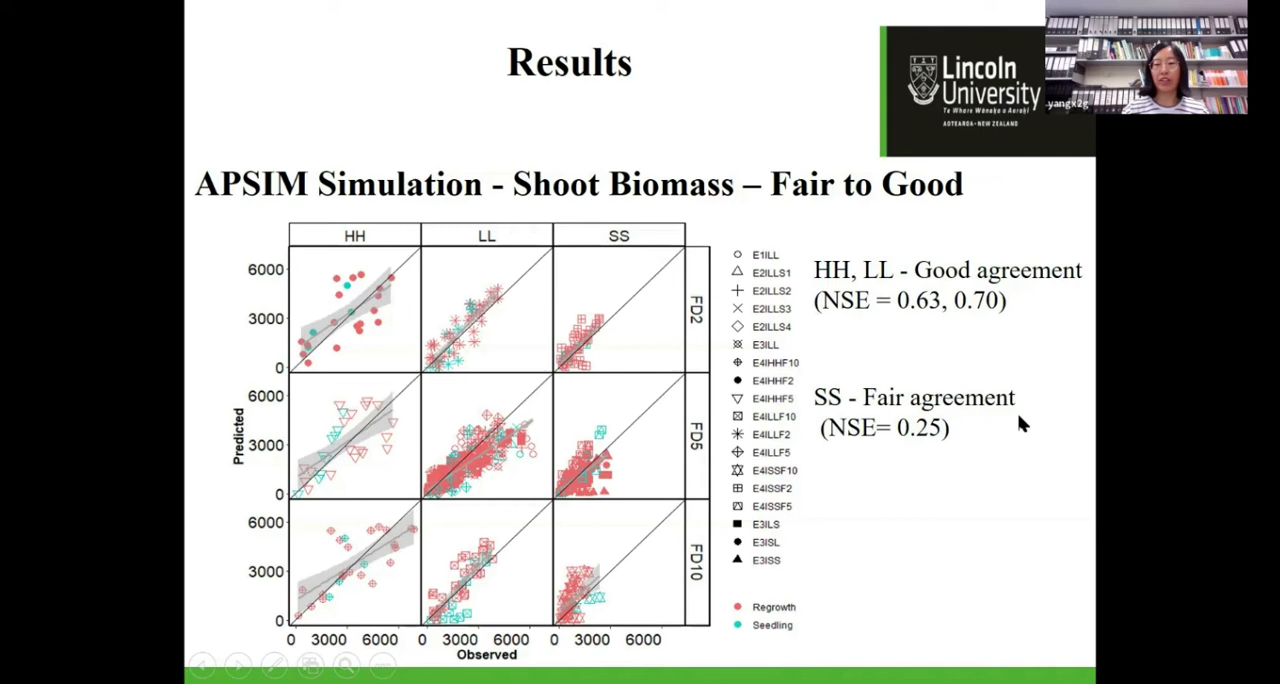 Results
Lincoln
University
Te Whare Wānaka o Aoraki
AOTEAROA • NEW ZEALAND
yangx2g
APSIM Simulation - Shoot Biomass – Fair to Good
HH LL SS
6000
3000
0
FD2
6000
3000
0
FD5
6000
3000
0
FD10
Predicted
0 3000 6000 0 3000 6000 0 3000 6000
Observed
E1ILL
E2ILLS1
E2ILLS2
E2ILLS3
E2ILLS4
E3ILL
E4IHHF10
E4IHHF2
E4IHHF5
E4ILLF10
E4ILLF2
E4ILLF5
E4ISSF10
E4ISSF2
E4ISSF5
E3ILS
E3ISL
E3ISS
Regrowth
Seedling
HH, LL - Good agreement
(NSE = 0.63, 0.70)
SS - Fair agreement
(NSE= 0.25)